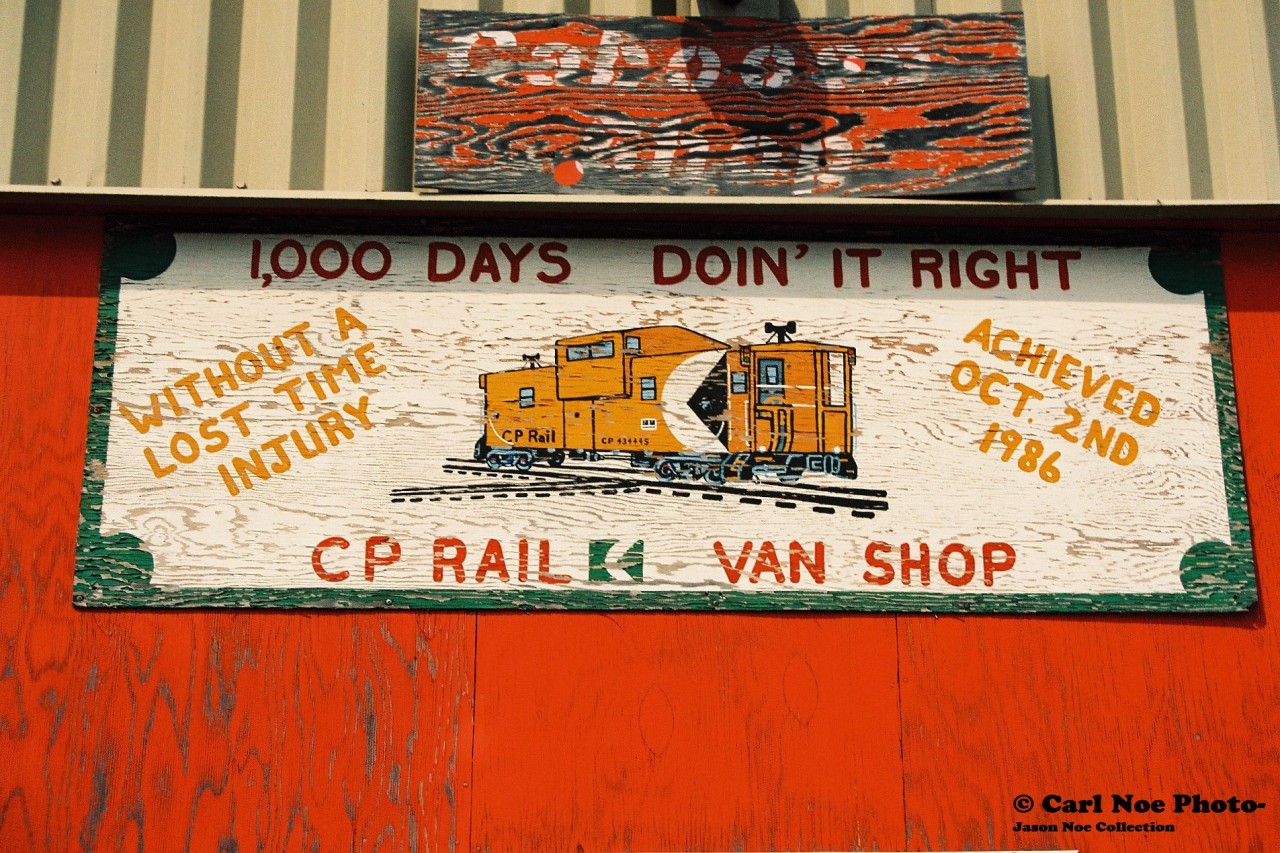 Caboo
1,000 DAYS DOIN' IT RIGHT
WITHOUT A
LOST TIME
INJURY
ACHIEVED
OCT. 2ND
1986
CP Rail
CP 434445
CP RAIL VAN SHOP
© Carl Noe Photo-
Jason Noe Collection